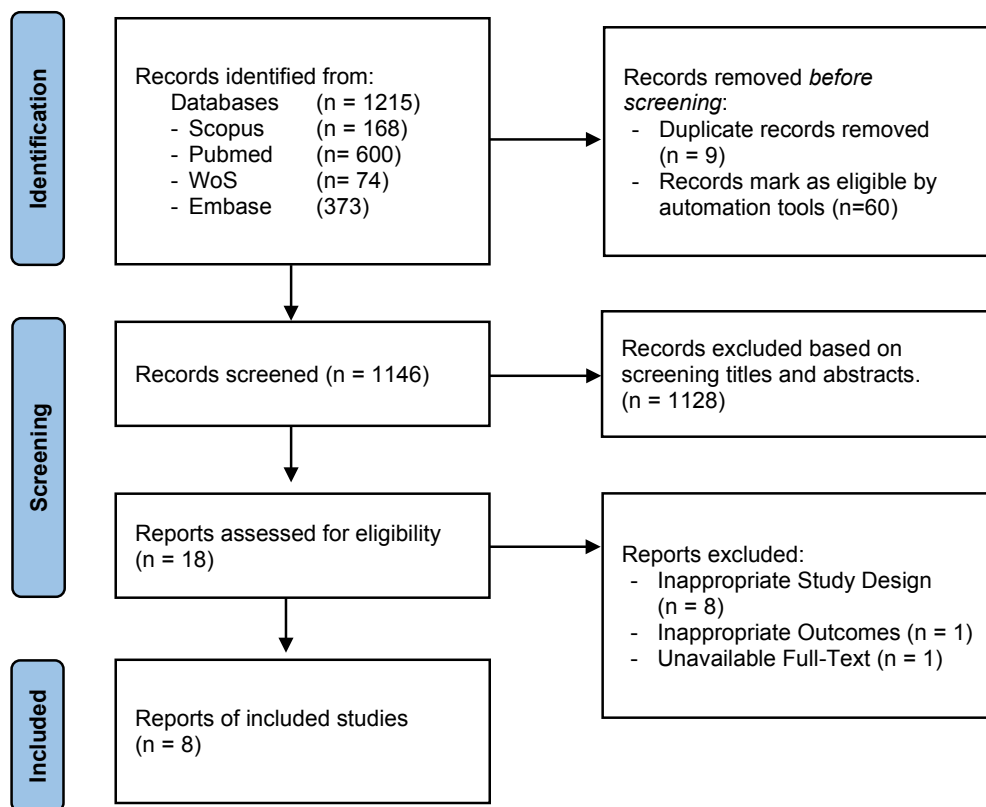 Identification
Records identified from:
Databases (n = 1215)
- Scopus (n = 168)
- Pubmed (n= 600)
- WoS (n= 74)
- Embase (373)
Records removed before
screening:
- Duplicate records removed
(n = 9)
- Records mark as eligible by
automation tools (n=60)
Screening
Records screened (n = 1146)
Records excluded based on
screening titles and abstracts.
(n = 1128)
Reports assessed for eligibility
(n = 18)
Reports excluded:
- Inappropriate Study Design
(n = 8)
- Inappropriate Outcomes (n = 1)
- Unavailable Full-Text (n = 1)
Included
Reports of included studies
(n = 8)